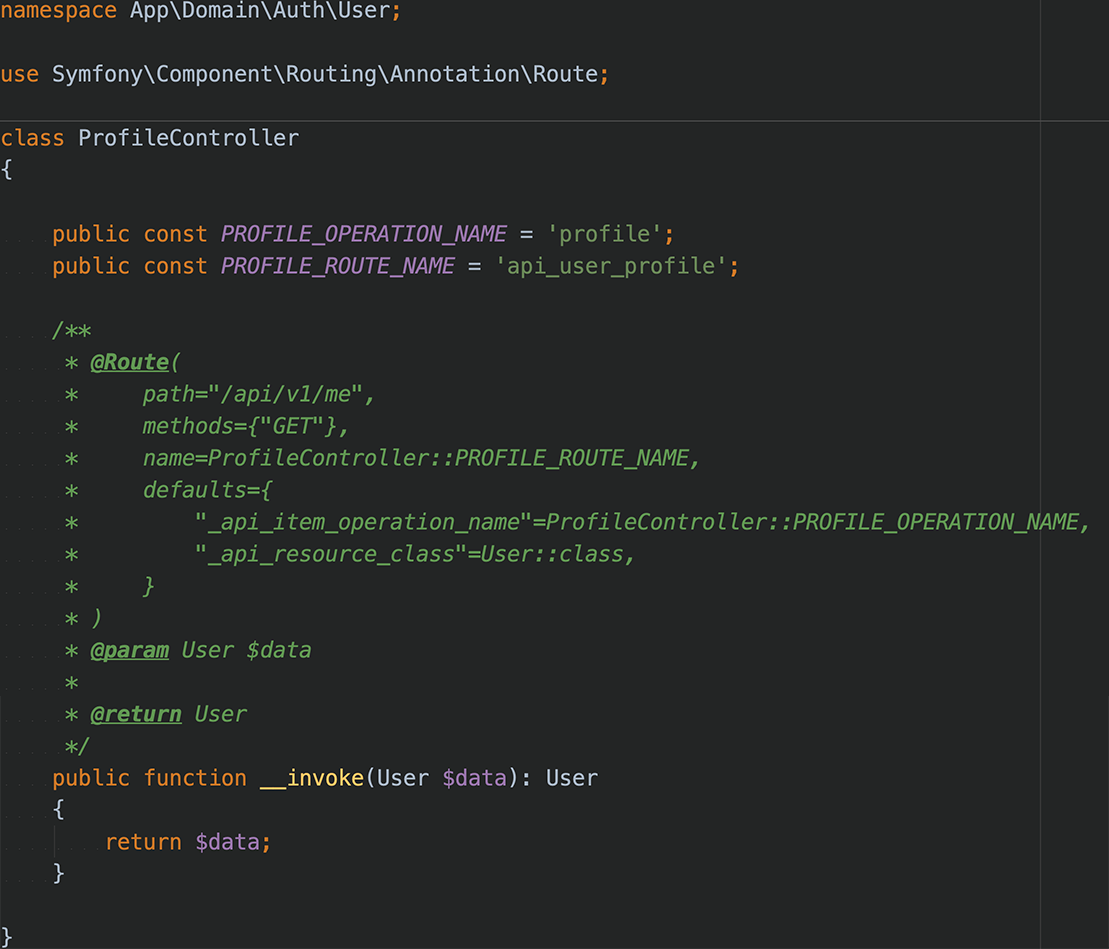 namespace App\Domain\Auth\User;
use Symfony\Component\Routing\Annotation\Route;
class ProfileController
{
    public const PROFILE_OPERATION_NAME = 'profile';
    public const PROFILE_ROUTE_NAME = 'api_user_profile';
    /**
     * @Route(
     *     path="/api/v1/me",
     *     methods={"GET"},
     *     name=ProfileController::PROFILE_ROUTE_NAME,
     *     defaults={
     *         "_api_item_operation_name"=ProfileController::PROFILE_OPERATION_NAME,
     *         "_api_resource_class"=User::class,
     *     }
     * )
     * @param User $data
     *
     * @return User
     */
    public function __invoke(User $data): User
    {
        return $data;
    }
}